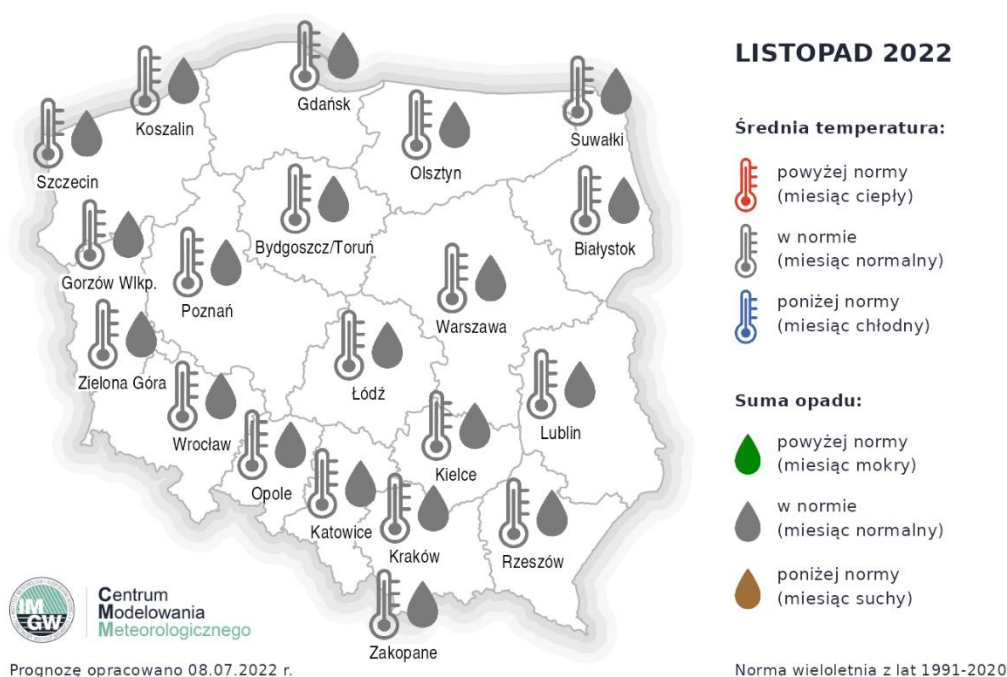 LISTOPAD 2022
Gdańsk
Koszalin
Suwałki
Olsztyn
Szczecin
Bydgoszcz/Toruń
Białystok
Gorzów Wlkp.
Poznań
Warszawa
Zielona Góra
Łódź
Wrocław
Lublin
Kielce
Opole
Katowice
Kraków
Rzeszów
Zakopane
Średnia temperatura:
powyżej normy
(miesiąc ciepły)
w normie
(miesiąc normalny)
poniżej normy
(miesiąc chłodny)
Suma opadu:
powyżej normy
(miesiąc mokry)
w normie
(miesiąc normalny)
poniżej normy
(miesiąc suchy)
IM
GW
Centrum
Modelowania
Meteorologicznego
Prognozę opracowano 08.07.2022 r.
Norma wieloletnia z lat 1991-2020